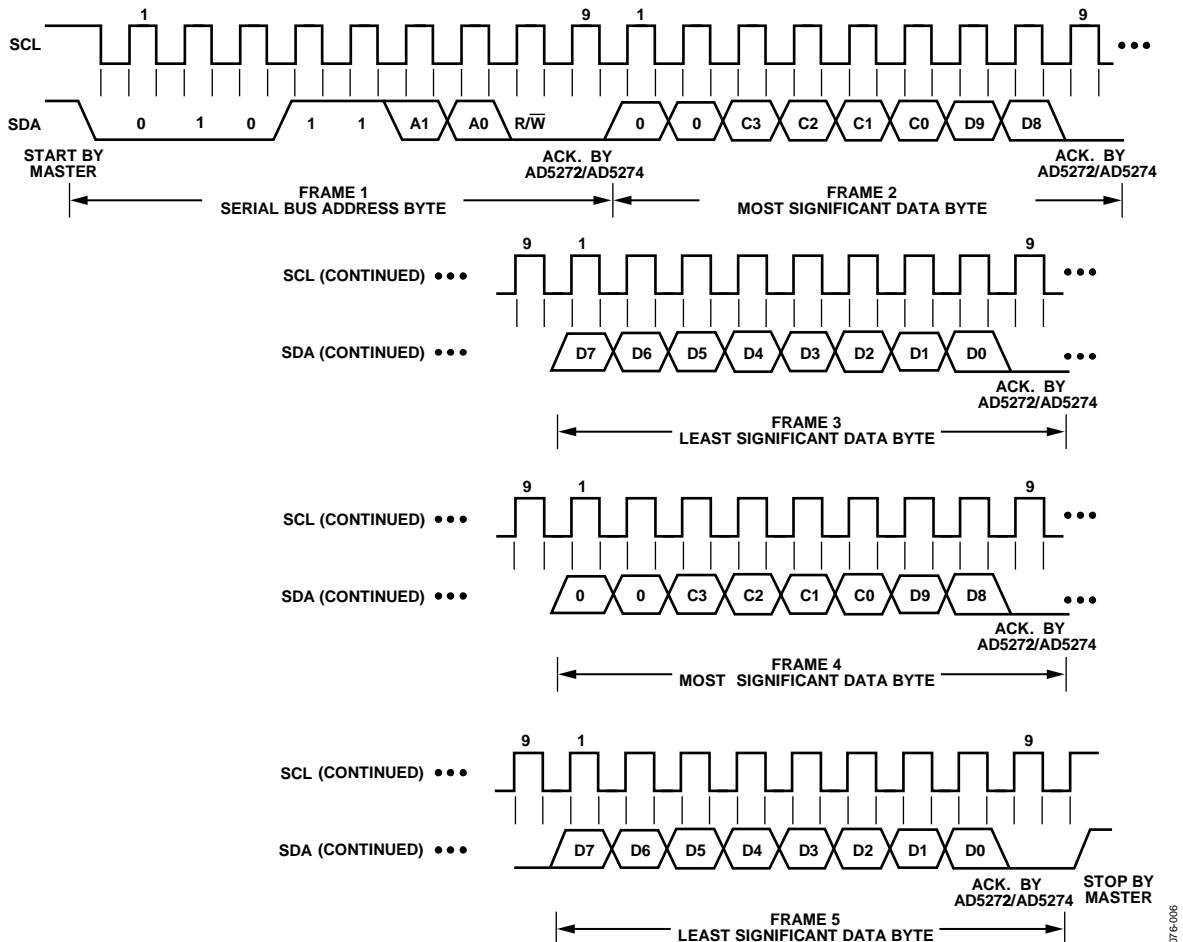 1 9 1 9
SCL •••
SDA 0 1 0 1 1 A1 A0 R/W̅ 0 0 C3 C2 C1 C0 D9 D8
START BY MASTER
ACK. BY AD5272/AD5274
ACK. BY AD5272/AD5274
FRAME 1
SERIAL BUS ADDRESS BYTE
FRAME 2
MOST SIGNIFICANT DATA BYTE
9 1 9
SCL (CONTINUED) ••• •••
SDA (CONTINUED) ••• D7 D6 D5 D4 D3 D2 D1 D0 •••
ACK. BY
AD5272/AD5274
FRAME 3
LEAST SIGNIFICANT DATA BYTE
9 1 9
SCL (CONTINUED) ••• •••
SDA (CONTINUED) ••• 0 0 C3 C2 C1 C0 D9 D8 •••
ACK. BY
AD5272/AD5274
FRAME 4
MOST SIGNIFICANT DATA BYTE
9 1 9
SCL (CONTINUED) •••
SDA (CONTINUED) ••• D7 D6 D5 D4 D3 D2 D1 D0
ACK. BY
AD5272/AD5274
STOP BY
MASTER
FRAME 5
LEAST SIGNIFICANT DATA BYTE
076-006